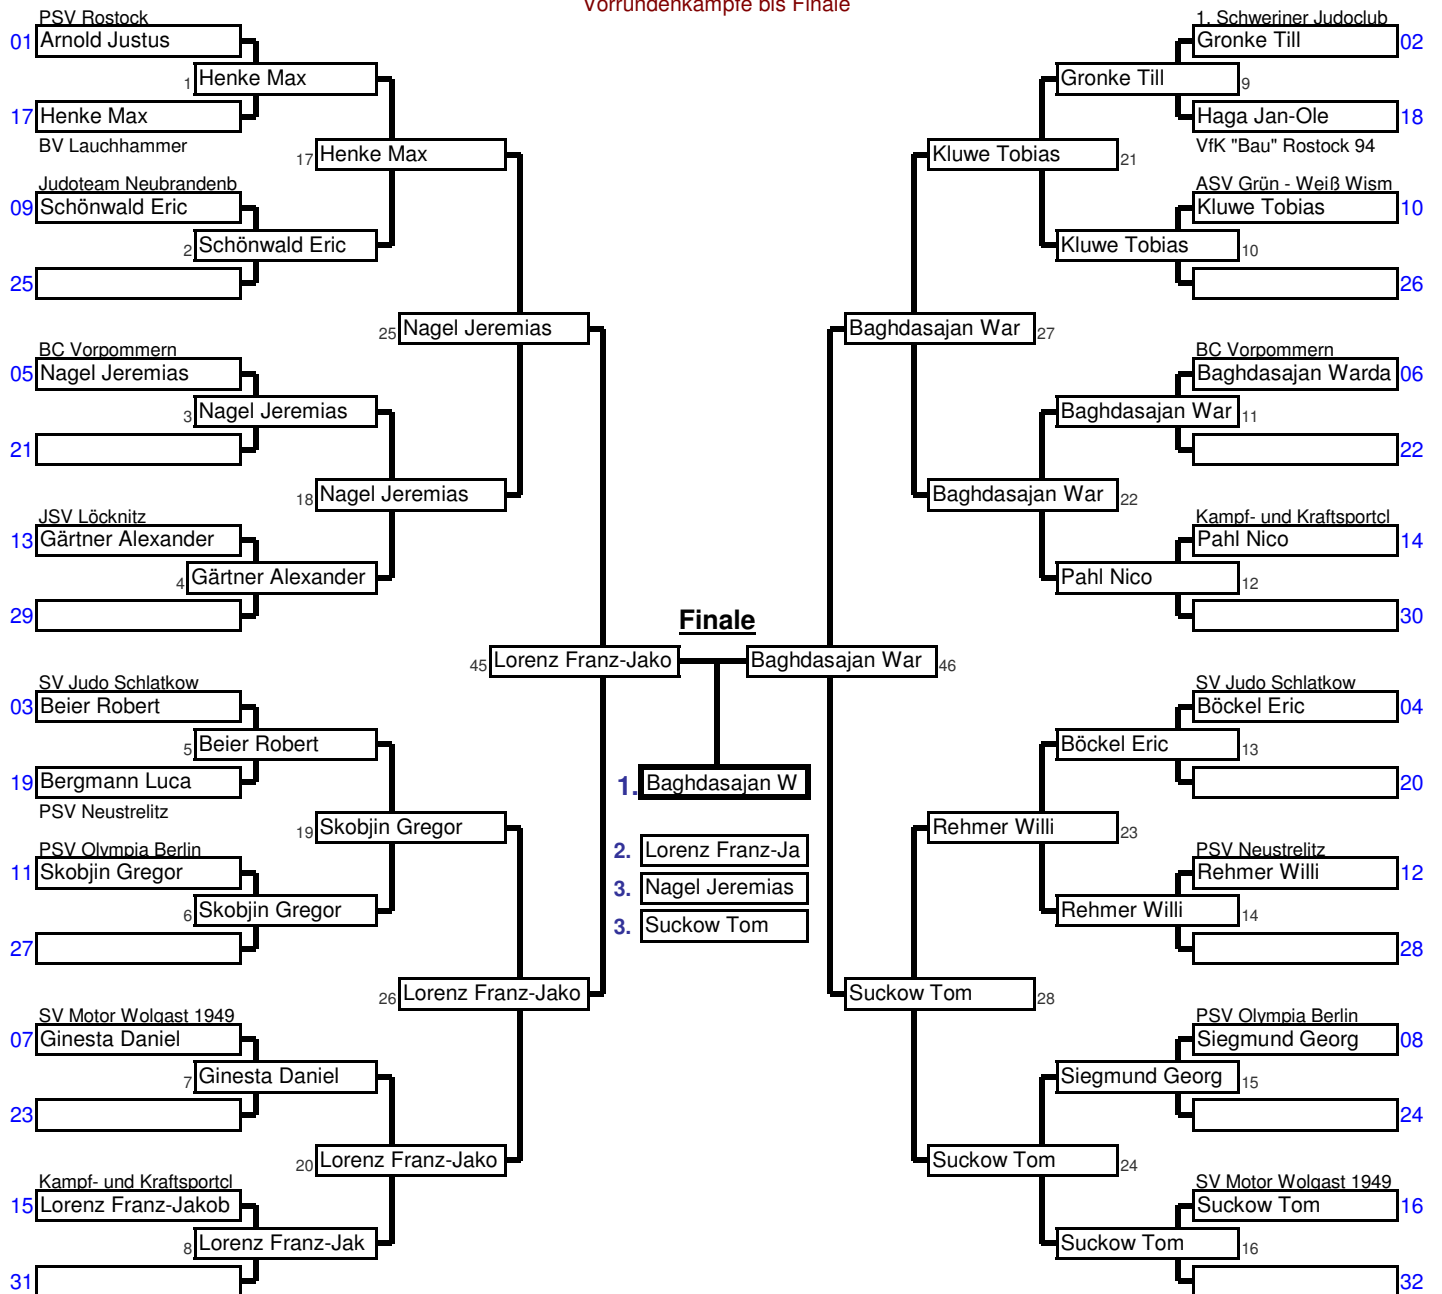 Vorrundenkämpfe bis Finale
PSV Rostock
01 Arnold Justus
1 Henke Max
17 Henke Max
BV Lauchhammer
17 Henke Max
Judoteam Neubrandenb
09 Schönwald Eric
2 Schönwald Eric
25
25 Nagel Jeremias
BC Vorpommern
05 Nagel Jeremias
3 Nagel Jeremias
21
18 Nagel Jeremias
JSV Löcknitz
13 Gärtner Alexander
4 Gärtner Alexander
29
45 Lorenz Franz-Jako
SV Judo Schlatkow
03 Beier Robert
5 Beier Robert
19 Bergmann Luca
PSV Neustrelitz
19 Skobjin Gregor
PSV Olympia Berlin
11 Skobjin Gregor
6 Skobjin Gregor
27
26 Lorenz Franz-Jako
SV Motor Wolgast 1949
07 Ginesta Daniel
7 Ginesta Daniel
23
20 Lorenz Franz-Jako
Kampf- und Kraftsportcl
15 Lorenz Franz-Jakob
8 Lorenz Franz-Jak
31
Finale
1. Baghdasajan W
2. Lorenz Franz-Ja
3. Nagel Jeremias
3. Suckow Tom
1. Schweriner Judoclub
Gronke Till 02
Gronke Till 9
Haga Jan-Ole 18
VfK "Bau" Rostock 94
Kluwe Tobias 21
ASV Grün - Weiß Wism
Kluwe Tobias 10
Kluwe Tobias 10
26
Baghdasajan War 27
BC Vorpommern
Baghdasajan Warda 06
Baghdasajan War 11
22
Baghdasajan War 22
Kampf- und Kraftsportcl
Pahl Nico 14
Pahl Nico 12
30
Baghdasajan War 46
SV Judo Schlatkow
Böckel Eric 04
Böckel Eric 13
20
Rehmer Willi 23
PSV Neustrelitz
Rehmer Willi 12
Rehmer Willi 14
28
Suckow Tom 28
PSV Olympia Berlin
Siegmund Georg 08
Siegmund Georg 15
24
Suckow Tom 24
SV Motor Wolgast 1949
Suckow Tom 16
Suckow Tom 16
32